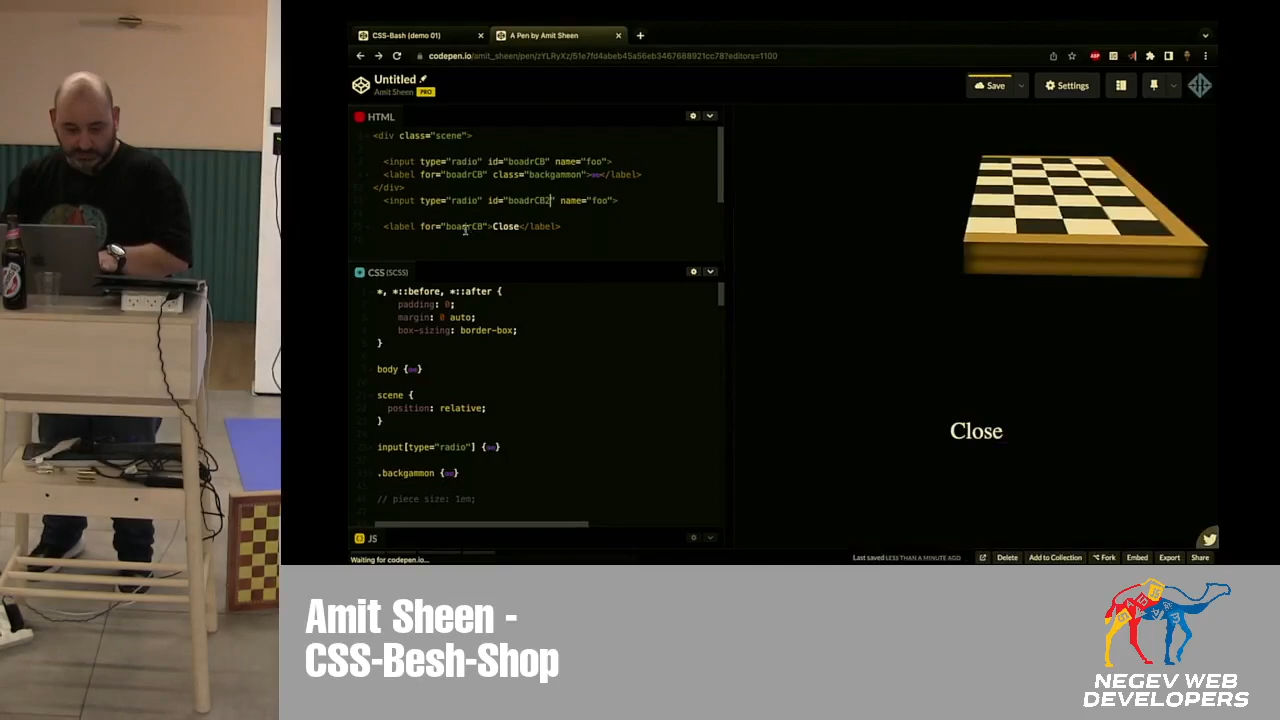 CSS-Bash (demo 01)
A Pen by Amit Sheen
codepen.io/amit_sheen/pen/zYLRyXz/51e7fd4abeb45a56eb3467688921cc78?editors=1100
Untitled
Amit Sheen PRO
Save
Settings
HTML
<div class="scene">
<input type="radio" id="boadrCB" name="foo">
<label for="boadrCB" class="backgammon"></label>
</div>
<input type="radio" id="boadrCB2" name="foo">
<label for="boadrCB">Close</label>
CSS (SCSS)
*, *::before, *::after {
padding: 0;
margin: 0 auto;
box-sizing: border-box;
}
body {}
scene {
position: relative;
}
input[type="radio"] {}
.backgammon {}
// piece size: 1em;
JS
Close
Waiting for codepen.io...
Last saved LESS THAN A MINUTE AGO
Delete
Add to Collection
Fork
Embed
Export
Share
Amit Sheen -
CSS-Besh-Shop
NEGEV WEB
DEVELOPERS